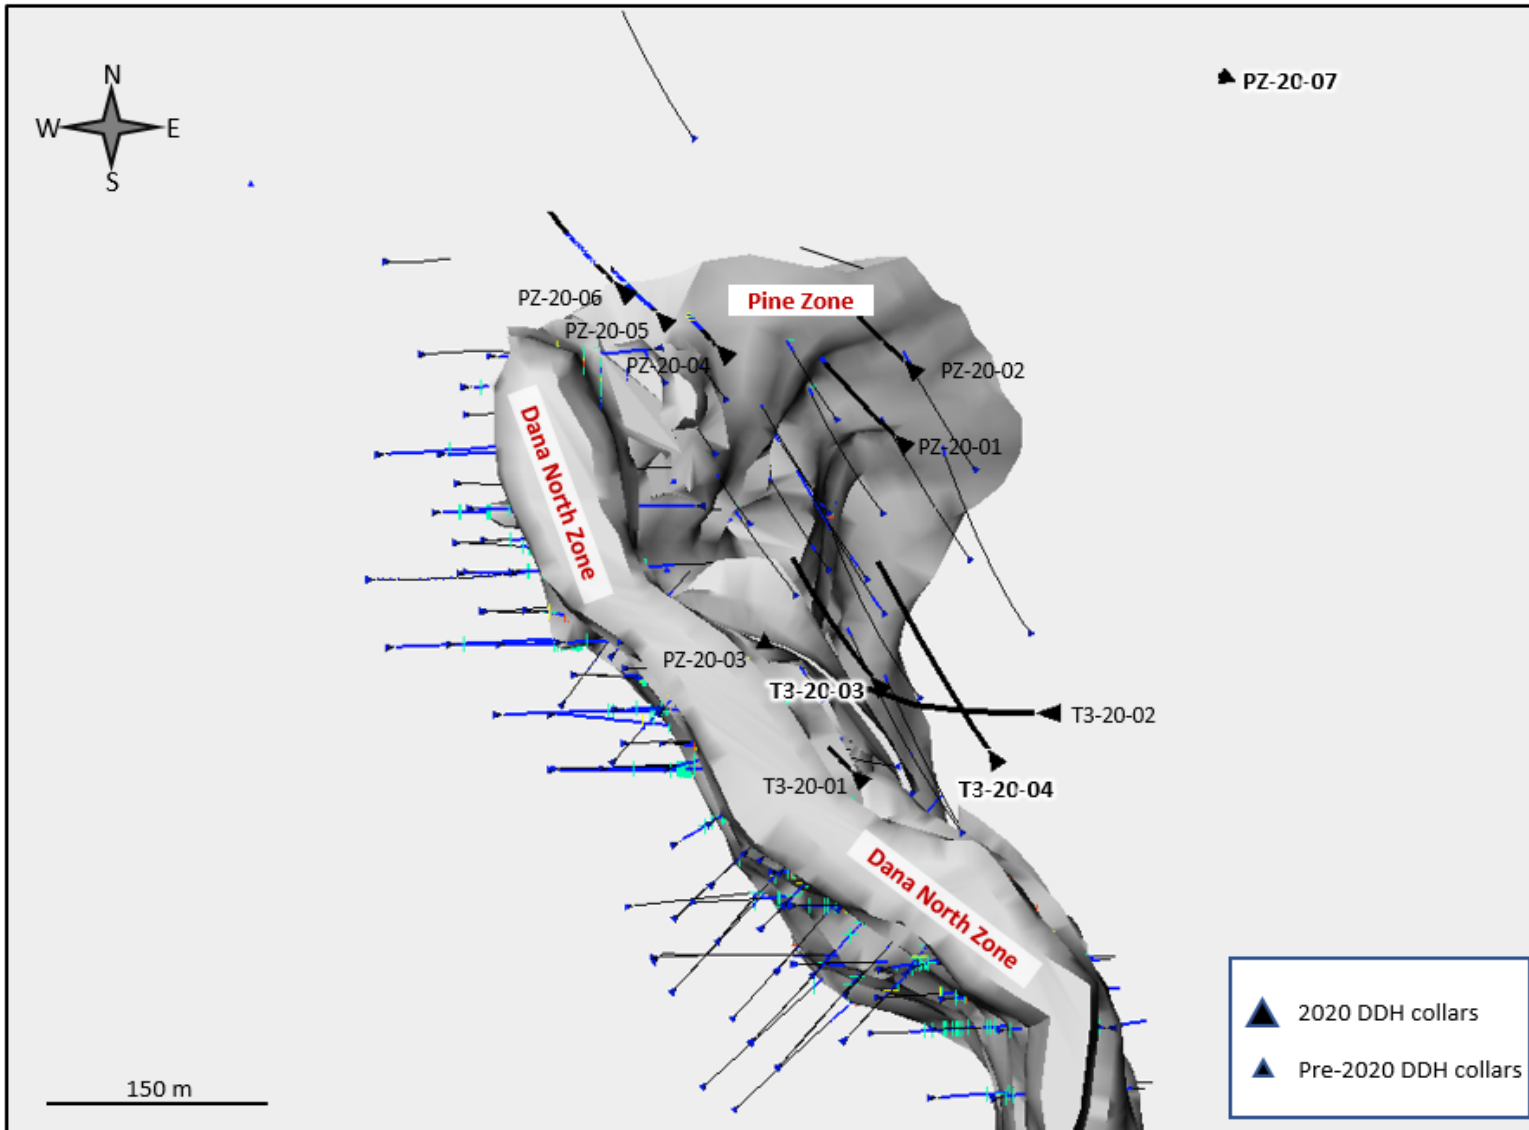 N
PZ-20-07
W
E
S
PZ-20-06
Pine Zone
PZ-20-05
PZ-20-04
PZ-20-02
Dana North Zone
PZ-20-01
PZ-20-03
T3-20-03
T3-20-02
T3-20-01
T3-20-04
Dana North Zone
2020 DDH collars
Pre-2020 DDH collars
150 m